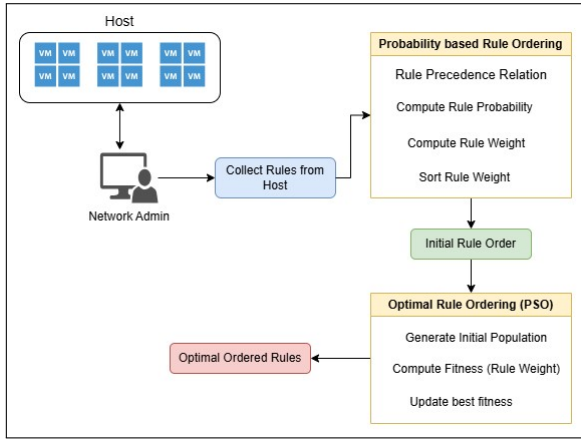 Host
VM VM VM VM VM VM
VM VM VM VM VM VM
Network Admin
Collect Rules from
Host
Probability based Rule Ordering
Rule Precedence Relation
Compute Rule Probability
Compute Rule Weight
Sort Rule Weight
Initial Rule Order
Optimal Rule Ordering (PSO)
Generate Initial Population
Compute Fitness (Rule Weight)
Update best fitness
Optimal Ordered Rules